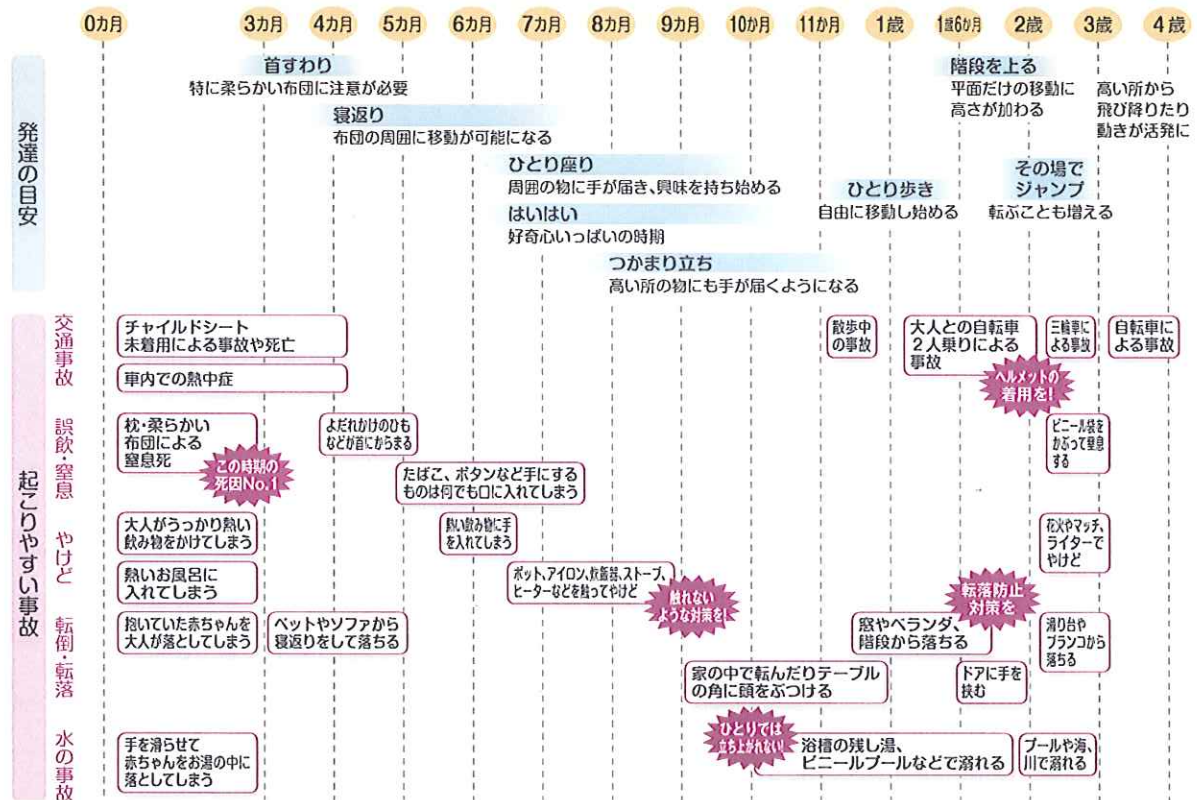 0カ月 3カ月 4カ月 5カ月 6カ月 7カ月 8カ月 9カ月 10か月 11か月 1歳 1歳6か月 2歳 3歳 4歳
発達の目安
首すわり
特に柔らかい布団に注意が必要
寝返り
布団の周囲に移動が可能になる
ひとり座り
周囲の物に手が届き、興味を持ち始める
はいはい
好奇心いっぱいの時期
つかまり立ち
高い所の物にも手が届くようになる
ひとり歩き
自由に移動し始める
階段を上る
平面だけの移動に
高さが加わる
その場で
ジャンプ
転ぶことも増える
高い所から
飛び降りたり
動きが活発に
起こりやすい事故
交通事故
チャイルドシート
未着用による事故や死亡
車内での熱中症
散歩中
の事故
大人との自転車
2人乗りによる
事故
ヘルメットの
着用を!
三輪車に
よる事故
自転車に
よる事故
誤飲・窒息
枕・柔らかい
布団による
窒息死
この時期の
死因No.1
よだれかけのひも
などが首にからまる
たばこ、ボタンなど手にする
ものは何でも口に入れてしまう
ビニール袋を
かぶって窒息
する
やけど
大人がうっかり熱い
飲み物をかけてしまう
熱いお風呂に
入れてしまう
熱い飲み物に手
を入れてしまう
ポット、アイロン、炊飯器、ストーブ、
ヒーターなどを触ってやけど
触れない
ような対策を!
花火やマッチ、
ライターで
やけど
転倒・転落
抱いていた赤ちゃんを
大人が落としてしまう
ベットやソファから
寝返りをして落ちる
家の中で転んだりテーブル
の角に頭をぶつける
窓やベランダ、
階段から落ちる
転落防止
対策を
ドアに手を
挟む
滑り台や
ブランコから
落ちる
水の事故
手を滑らせて
赤ちゃんをお湯の中に
落としてしまう
ひとりでは
立ち上がれない!
浴槽の残し湯、
ビニールプールなどで溺れる
プールや海、
川で溺れる